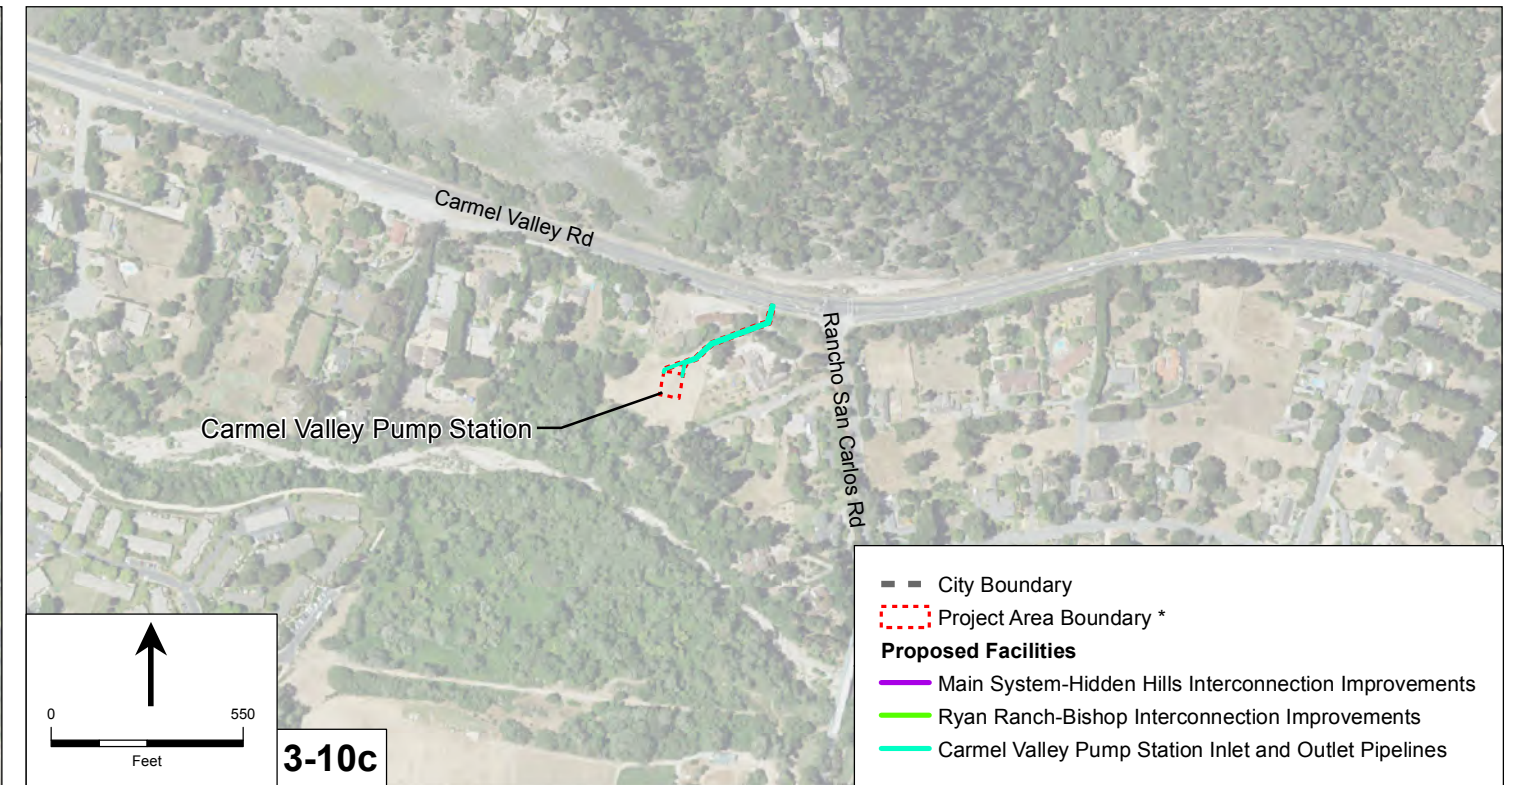 Carmel Valley Rd
Rancho San Carlos Rd
Carmel Valley Pump Station
City Boundary
Project Area Boundary *
Proposed Facilities
Main System-Hidden Hills Interconnection Improvements
Ryan Ranch-Bishop Interconnection Improvements
Carmel Valley Pump Station Inlet and Outlet Pipelines
0 550
Feet
3-10c